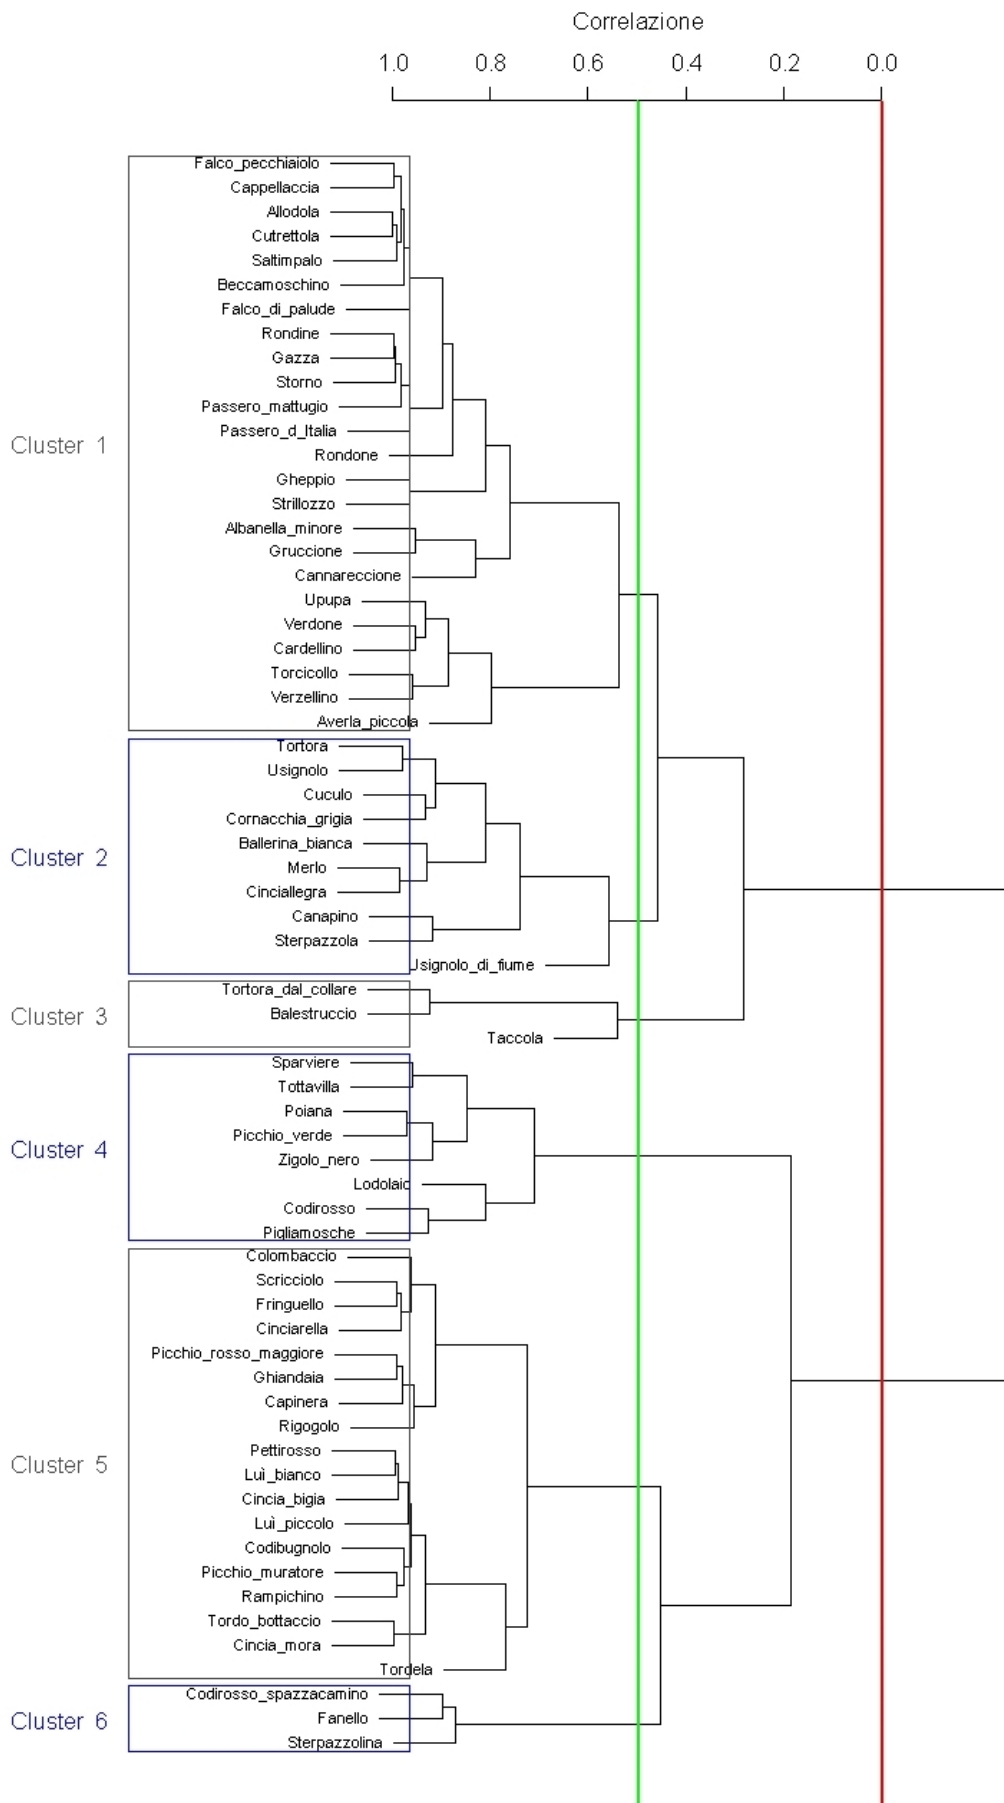 Correlazione
1.0 0.8 0.6 0.4 0.2 0.0
Falco_pecchiaiolo
Cappellaccia
Allodola
Cutrettola
Saltimpalo
Beccamoschino
Falco_di_palude
Rondine
Gazza
Storno
Passero_mattugio
Passero_d_Italia
Cluster 1
Rondone
Gheppio
Strillozzo
Albanella_minore
Gruccione
Cannareccione
Upupa
Verdone
Cardellino
Torcicollo
Verzellino
Averla_piccola
Tortora
Usignolo
Cuculo
Cornacchia_grigia
Ballerina_bianca
Cluster 2
Merlo
Cinciallegra
Canapino
Sterpazzola
Usignolo_di_fiume
Tortora_dal_collare
Balestruccio
Cluster 3
Taccola
Sparviere
Tottavilla
Poiana
Picchio_verde
Cluster 4
Zigolo_nero
Lodolaio
Codirosso
Pigliamosche
Colombaccio
Scricciolo
Fringuello
Cinciarella
Picchio_rosso_maggiore
Ghiandaia
Capinera
Rigogolo
Pettirosso
Cluster 5
Luì_bianco
Cincia_bigia
Luì_piccolo
Codibugnolo
Picchio_muratore
Rampichino
Tordo_bottaccio
Cincia_mora
Tordela
Codirosso_spazzacamino
Fanello
Cluster 6
Sterpazzolina